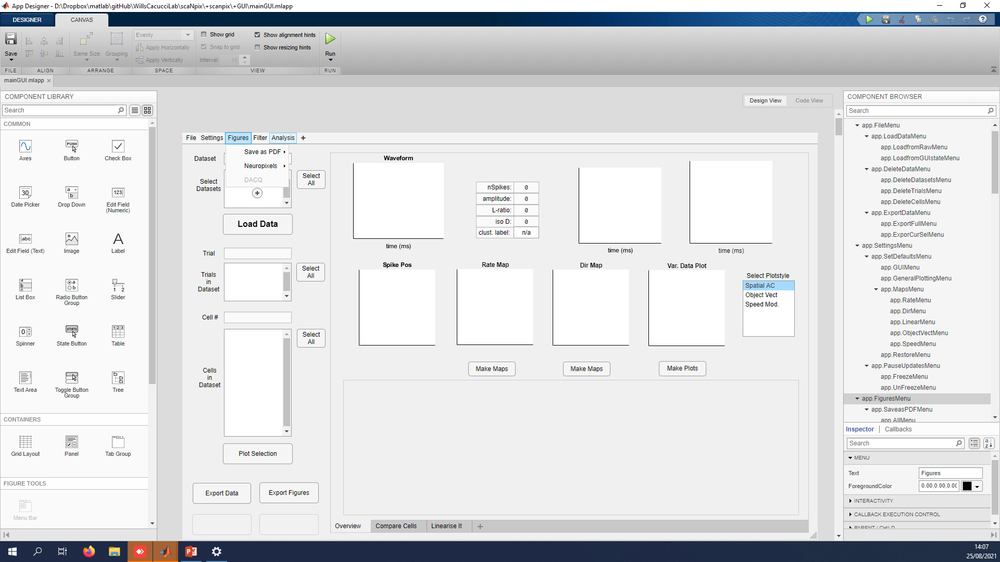 App Designer - D:\Dropbox\matlab\gitHub\WillsCacucciLab\scaNpix\+scanpix\+GUI\mainGUI.mlapp
DESIGNER CANVAS
Save
FILE
ALIGN
Same Size
Grouping
ARRANGE
Evenly
Apply Horizontally
Apply Vertically
SPACE
Show grid
Snap to grid
Interval: 10
Show alignment hints
Show resizing hints
VIEW
Run
RUN
mainGUI.mlapp
COMPONENT LIBRARY
Search
COMMON
Axes
PUSH
Button
Check Box
30
Date Picker
a
b
Drop Down
123
Edit Field
(Numeric)
abc
Edit Field (Text)
Image
A
Label
a
b
c
List Box
a
b
Radio Button
Group
1 2
Slider
0
Spinner
STATE
State Button
1 2 3
Table
Text Area
Toggle Button
Group
Tree
CONTAINERS
Grid Layout
Panel
Tab Group
FIGURE TOOLS
Menu Bar
Design View Code View
File Settings Figures Filter Analysis +
Save as PDF
Neuropixels
DACQ
Dataset
Select
Datasets
Select
All
Load Data
Trial
Trials
in
Dataset
Select
All
Cell #
Cells
in
Dataset
Select
All
Plot Selection
Export Data
Export Figures
Waveform
time (ms)
nSpikes: 0
amplitude: 0
L-ratio: 0
iso D: 0
clust. label: n/a
time (ms)
time (ms)
Spike Pos
Rate Map
Dir Map
Var. Data Plot
Select Plotstyle
Spatial AC
Object Vect
Speed Mod.
Make Maps
Make Maps
Make Plots
Overview Compare Cells Linearise It +
COMPONENT BROWSER
Search
app.FileMenu
app.LoadDataMenu
app.LoadfromRawMenu
app.LoadfromGUIstateMenu
app.DeleteDataMenu
app.DeleteDatasetsMenu
app.DeleteTrialsMenu
app.DeleteCellsMenu
app.ExportDataMenu
app.ExportFullMenu
app.ExporCurSelMenu
app.SettingsMenu
app.SetDefaultsMenu
app.GUIMenu
app.GeneralPlottingMenu
app.MapsMenu
app.RateMenu
app.DirMenu
app.LinearMenu
app.ObjectVectMenu
app.SpeedMenu
app.RestoreMenu
app.PauseUpdatesMenu
app.FreezeMenu
app.UnFreezeMenu
app.FiguresMenu
app.SaveasPDFMenu
app.AllMenu
Inspector | Callbacks
Search
MENU
Text Figures
ForegroundColor 0.00,0.00,0.0
INTERACTIVITY
CALLBACK EXECUTION CONTROL
PARENT / CHILD
14:07
25/08/2021